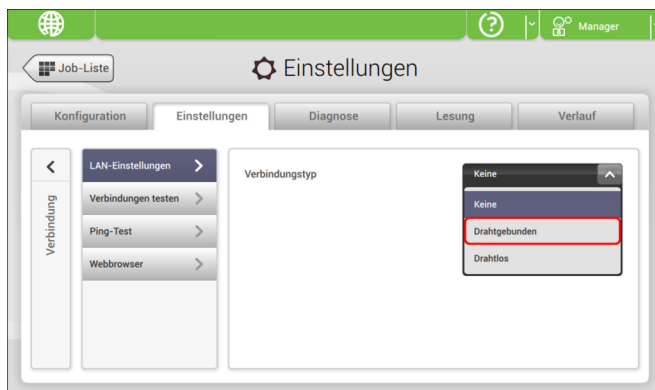 Manager
Job-Liste
Einstellungen
Konfiguration
Einstellungen
Diagnose
Lesung
Verlauf
Verbindung
LAN-Einstellungen
Verbindungen testen
Ping-Test
Webbrowser
Verbindungstyp
Keine
Keine
Drahtgebunden
Drahtlos